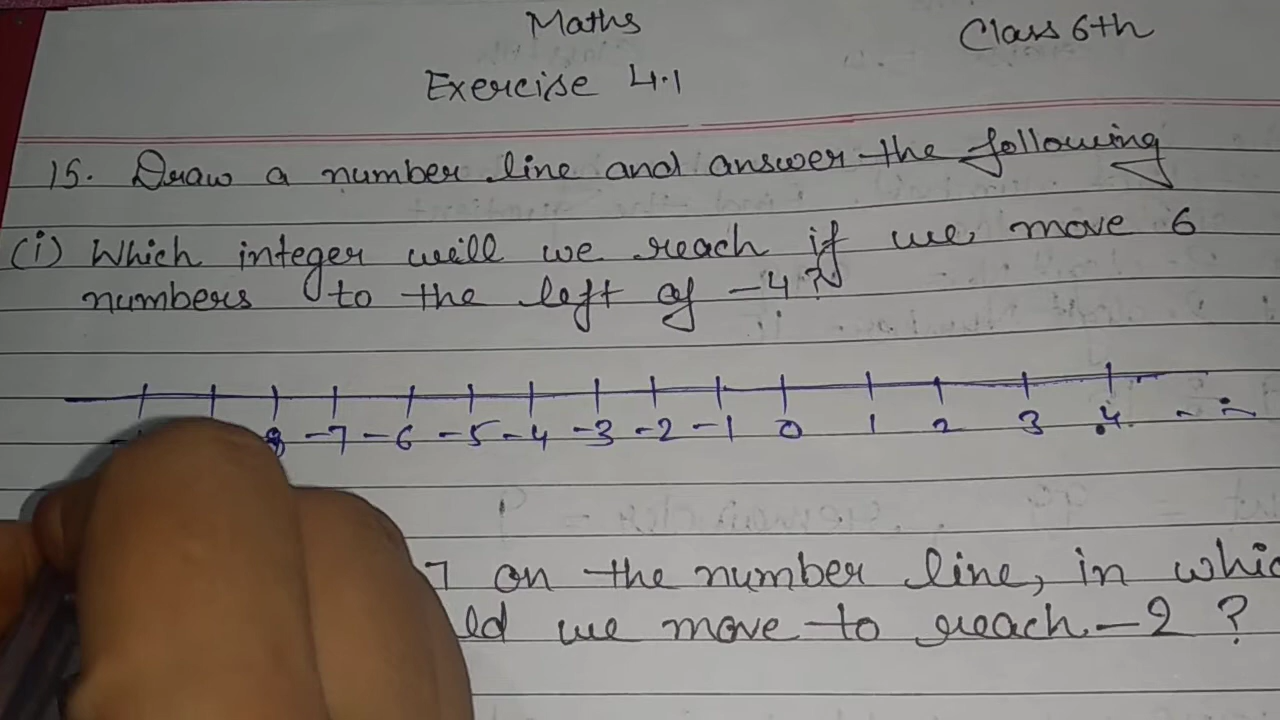 Maths Class 6th
Exercise 4.1
15. Draw a number line and answer the following
(i) Which integer will we reach if we move 6
numbers to the left of -4?
-8 -7 -6 -5 -4 -3 -2 -1 0 1 2 3 4
7 on the number line, in
we move to reach -2 ?